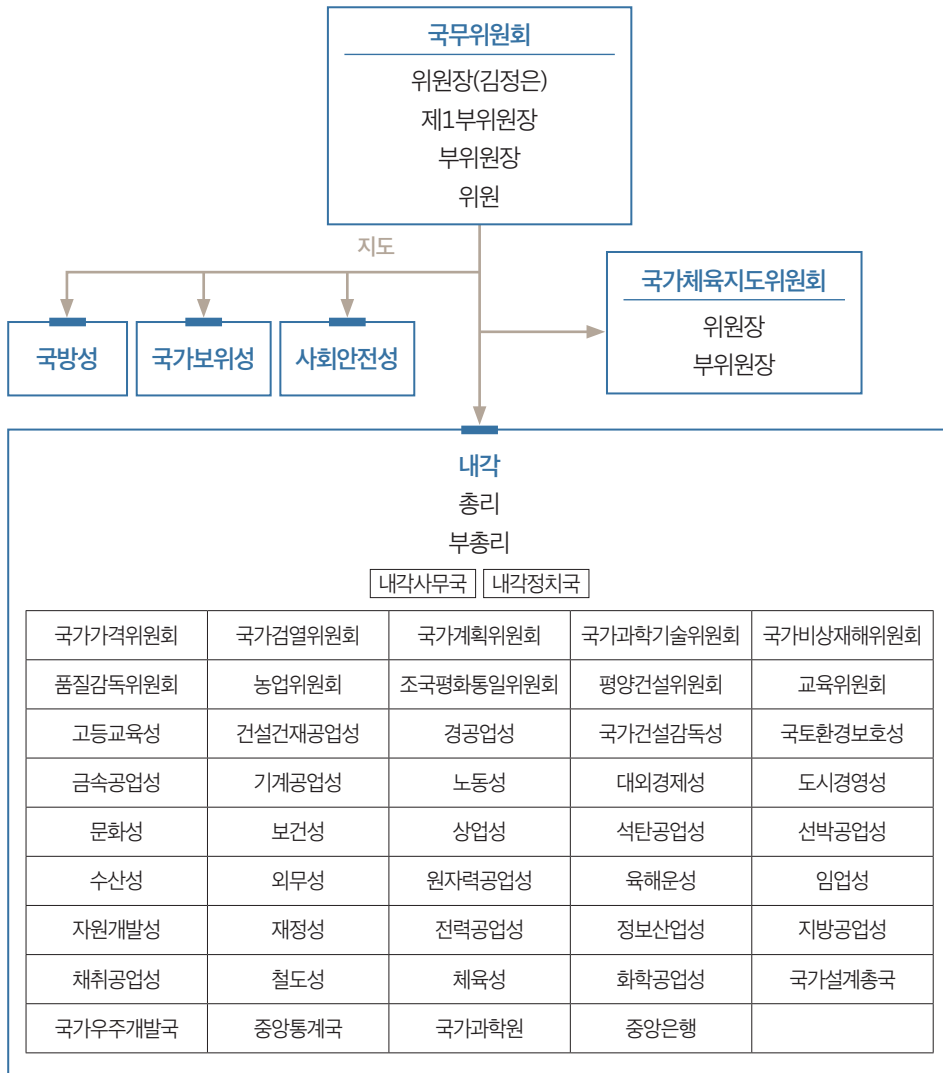 국무위원회
위원장(김정은)
제1부위원장
부위원장
위원
지도
국가체육지도위원회
위원장
부위원장
국방성 국가보위성 사회안전성
내각
총리
부총리
내각사무국 내각정치국
국가가격위원회 국가검열위원회 국가계획위원회 국가과학기술위원회 국가비상재해위원회
품질감독위원회 농업위원회 조국평화통일위원회 평양건설위원회 교육위원회
고등교육성 건설건재공업성 경공업성 국가건설감독성 국토환경보호성
금속공업성 기계공업성 노동성 대외경제성 도시경영성
문화성 보건성 상업성 석탄공업성 선박공업성
수산성 외무성 원자력공업성 육해운성 임업성
자원개발성 재정성 전력공업성 정보산업성 지방공업성
채취공업성 철도성 체육성 화학공업성 국가설계총국
국가우주개발국 중앙통계국 국가과학원 중앙은행